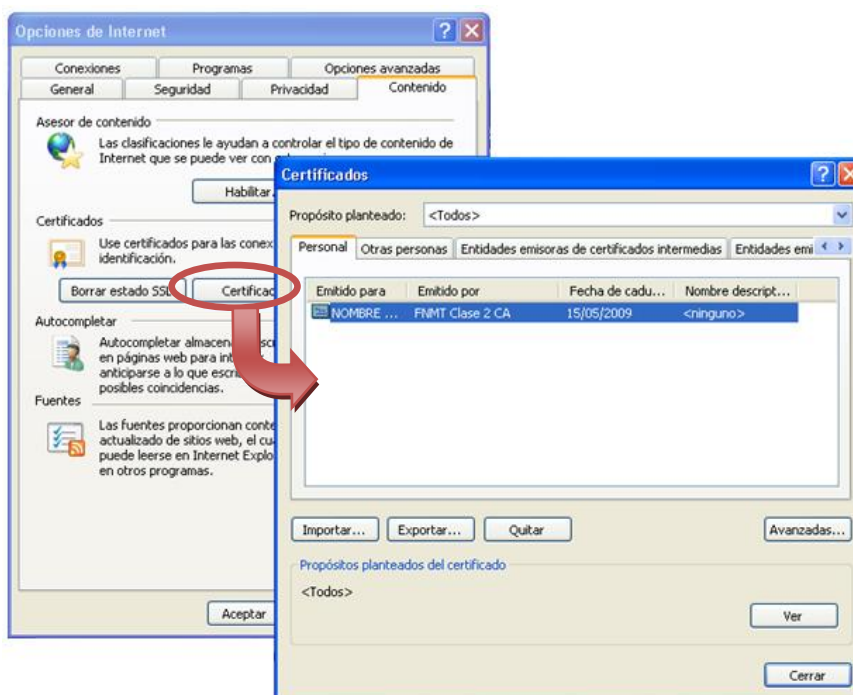 Opciones de Internet
Conexiones Programas Opciones avanzadas
General Seguridad Privacidad Contenido
Asesor de contenido
Las clasificaciones le ayudan a controlar el tipo de contenido de
Internet que se puede ver con
Habilitar.
Certificados
Use certificados para las conex
identificación.
Borrar estado SSL Certificac
Autocompletar
Autocompletar almacena
en páginas web para
anticiparse a lo que
posibles coincidencias.
Fuentes
Las fuentes proporcionan conte
actualizado de sitios web, el cu
puede leerse en Internet Explo
en otros programas.
Aceptar
Certificados
Propósito planteado: <Todos>
Personal Otras personas Entidades emisoras de certificados intermedias Entidades emi
Emitido para Emitido por Fecha de cadu... Nombre descript...
NOMBRE ... FNMT Clase 2 CA 15/05/2009 <ninguno>
Importar... Exportar... Quitar Avanzadas...
Propósitos planteados del certificado
<Todos>
Ver
Cerrar